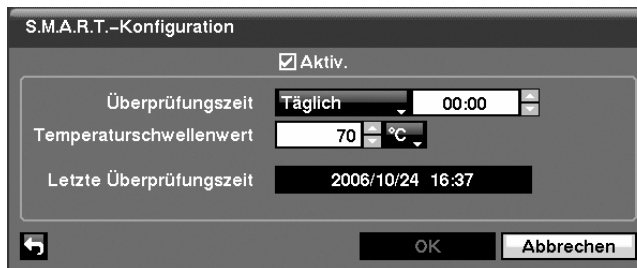 S.M.A.R.T.-Konfiguration
Aktiv.
Überprüfungszeit Täglich 00:00
Temperaturschwellenwert 70 °C
Letzte Überprüfungszeit 2006/10/24 16:37
OK Abbrechen